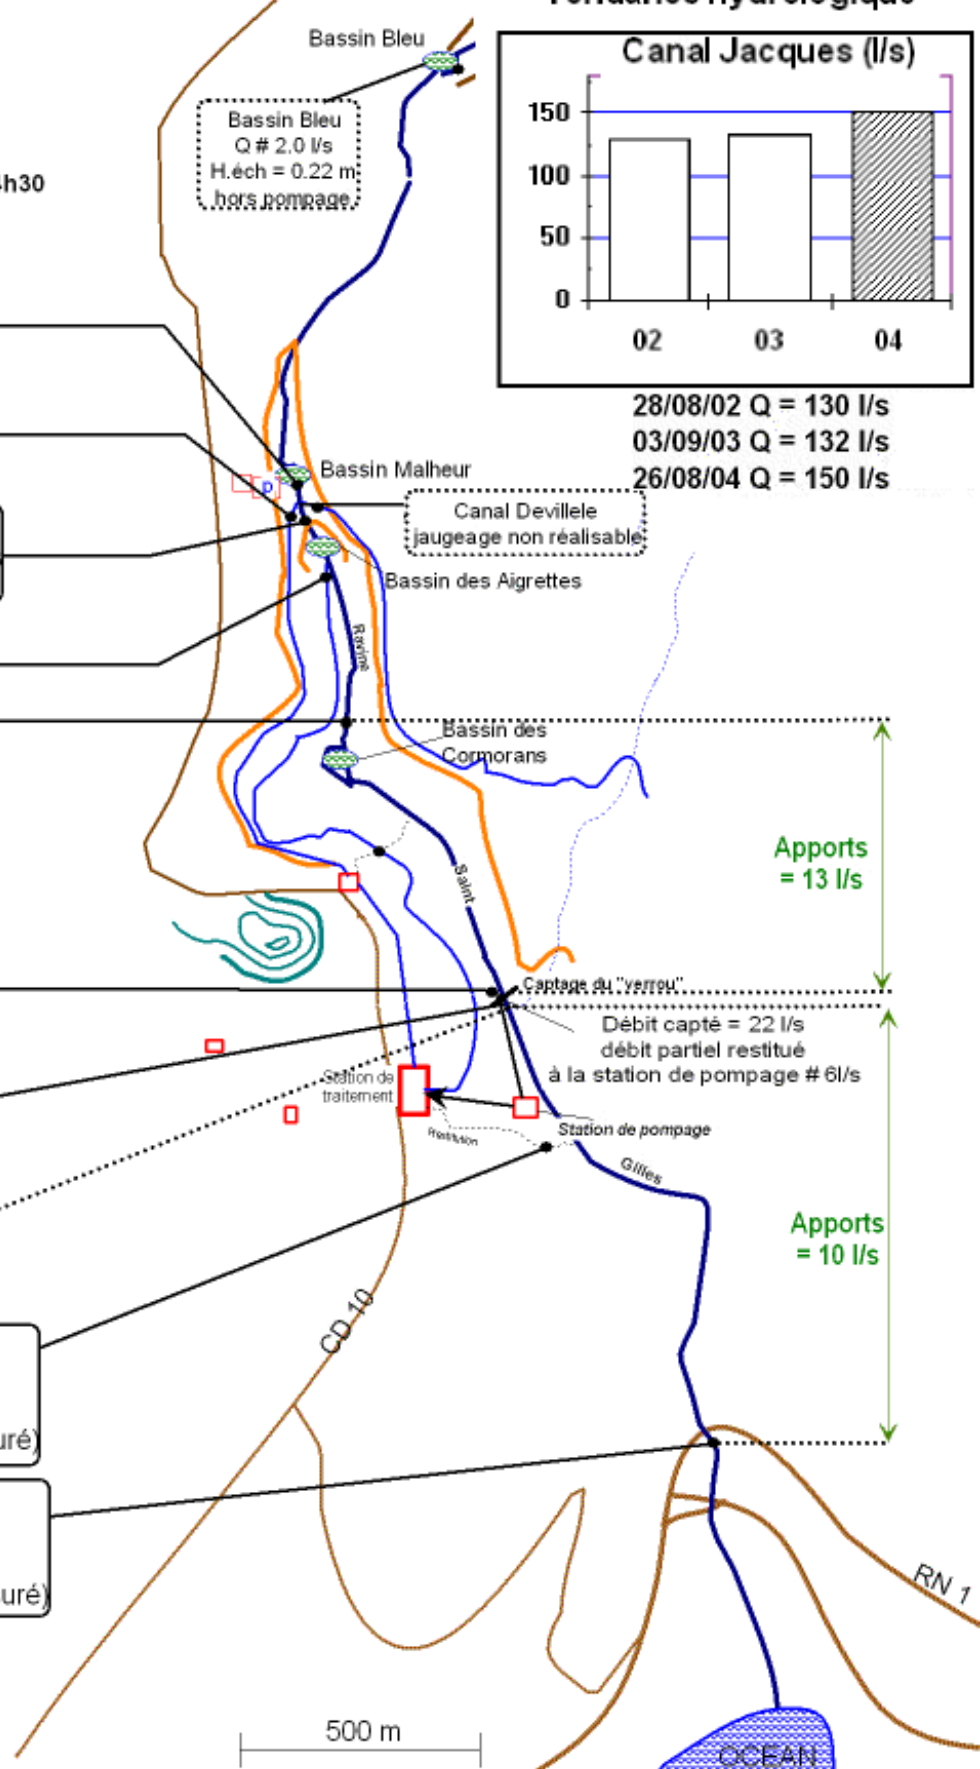 Tendance hydrologique
Canal Jacques (l/s)
150
100
50
0
02
03
04
28/08/02 Q = 130 l/s
03/09/03 Q = 132 l/s
26/08/04 Q = 150 l/s
Bassin Bleu
Bassin Bleu
Q # 2.0 l/s
H.éch = 0.22 m
hors pompage
h30
Bassin Malheur
p
Canal Devillele
jaugeage non réalisable
Bassin des Aigrettes
Ravine
Bassin des
Cormorans
Apports
= 13 l/s
Saint
Captage du "verrou"
Débit capté = 22 l/s
débit partiel restitué
à la station de pompage # 6l/s
Station de
traitement
Restitution
Station de pompage
Gilles
Apports
= 10 l/s
CD 10
uré)
uré)
RN 1
500 m
OCEAN